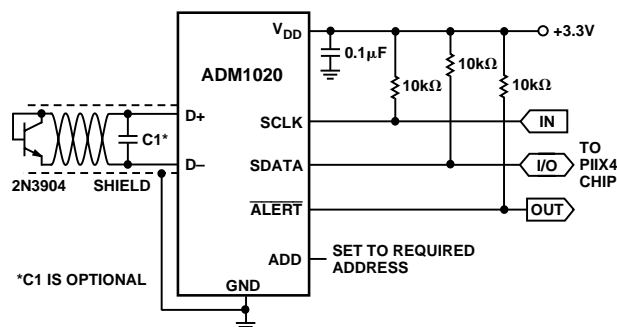 V_DD
+3.3V
0.1µF
10kΩ
10kΩ
10kΩ
ADM1020
D+
C1*
SCLK
IN
D–
SDATA
I/O
TO
PIIX4
CHIP
2N3904
SHIELD
ALERT
OUT
ADD
SET TO REQUIRED
ADDRESS
*C1 IS OPTIONAL
GND